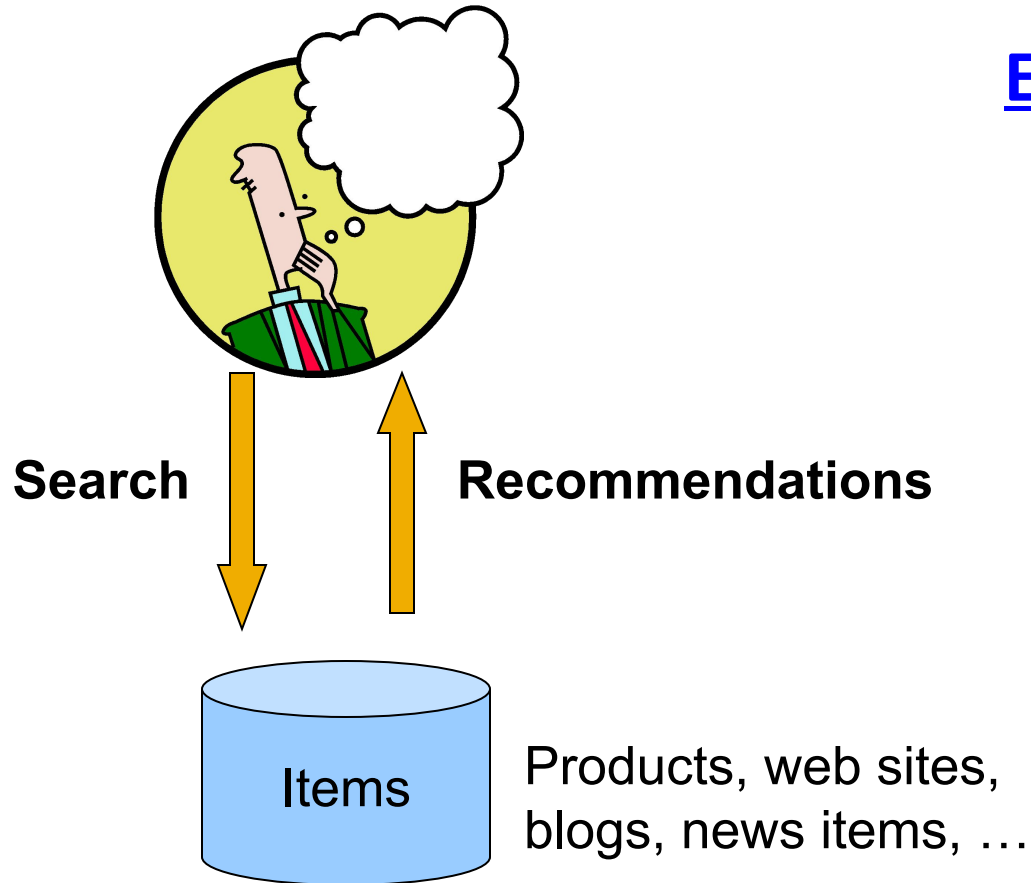 Search
Recommendations
Items
Products, web sites,
blogs, news items, …